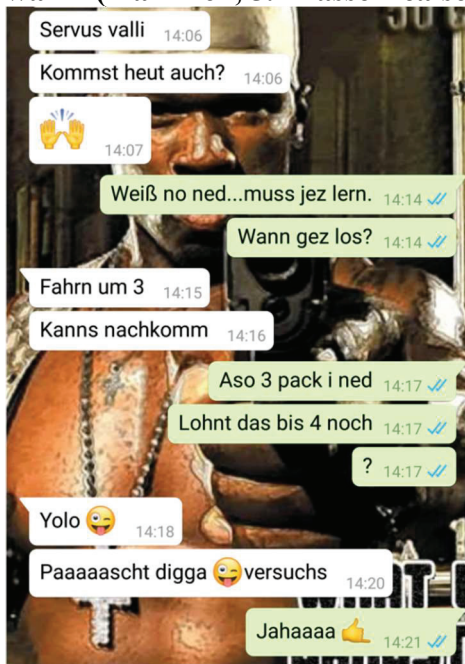 Servus valli 14:06
Kommst heut auch? 14:06
🙌 14:07
Weiß no ned...muss jez lern. 14:14
Wann gez los? 14:14
Fahrn um 3 14:15
Kanns nachkomm 14:16
Aso 3 pack i ned 14:17
Lohnt das bis 4 noch 14:17
? 14:17
Yolo 😜 14:18
Paaaaascht digga 😜versuchs 14:20
Jahaaaa 🤙 14:21